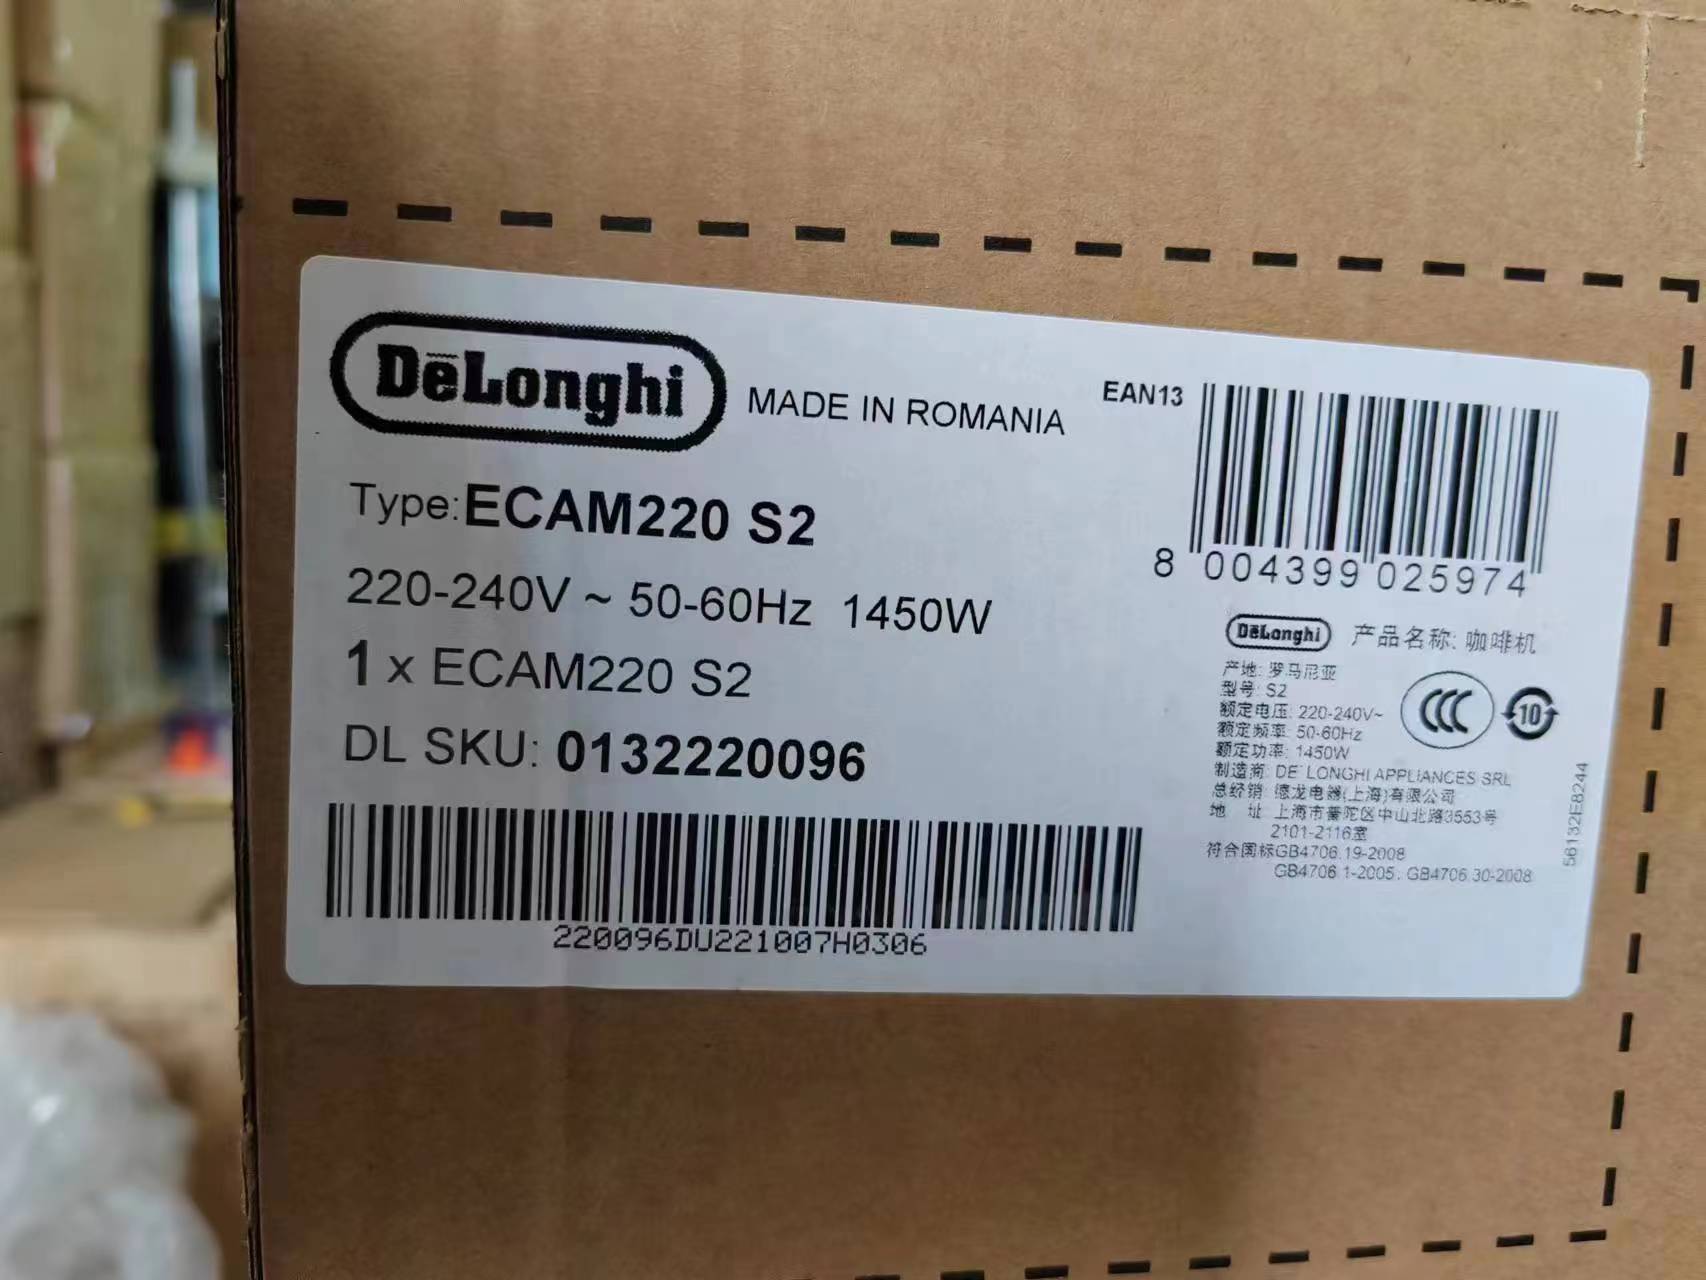 DēLonghi
MADE IN ROMANIA
EAN13
Type:ECAM220 S2
8 004399 025974
220-240V ~ 50-60Hz 1450W
1 x ECAM220 S2
DL SKU: 0132220096
220096DU221007H0306
DēLonghi 产品名称: 咖啡机
产地: 罗马尼亚
型号: S2
额定电压: 220-240V~
额定频率: 50-60Hz
额定功率: 1450W
CCC
10
制造商: DE' LONGHI APPLIANCES SRL
总经销: 德龙电器(上海)有限公司
地 址: 上海市普陀区中山北路3553号
2101-2116室
符合国标GB4706.19-2008
GB4706.1-2005. GB4706.30-2008
56132E8244